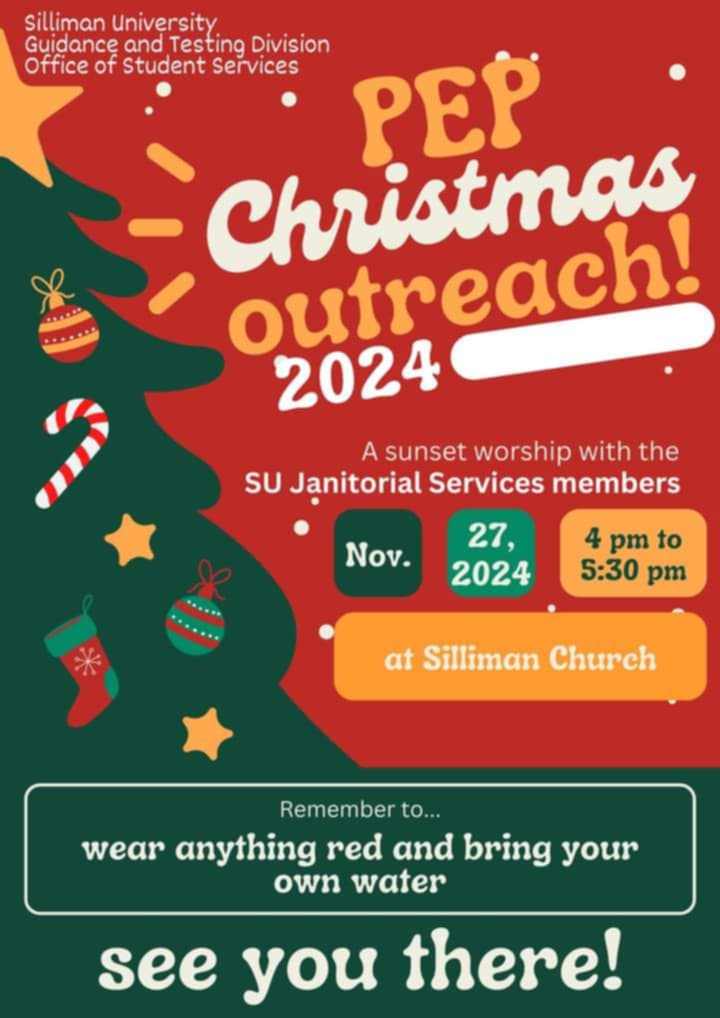 Silliman University
Guidance and Testing Division
Office of Student Services
PEP
Christmas
outreach!
2024
A sunset worship with the
SU Janitorial Services members
Nov.
27,
2024
4 pm to
5:30 pm
at Silliman Church
Remember to...
wear anything red and bring your
own water
see you there!